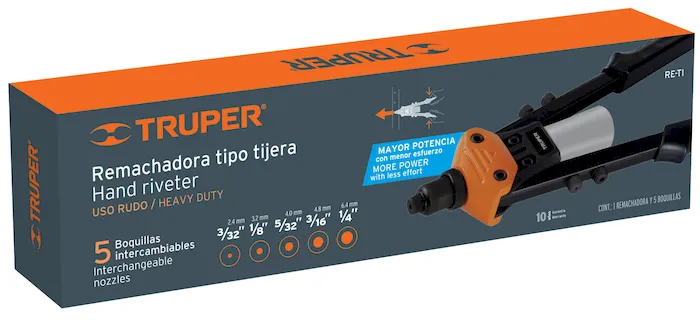 TRUPER
RE-TI
TRUPER®
Remachadora tipo tijera
Hand riveter
USO RUDO / HEAVY DUTY
MAYOR POTENCIA
con menor esfuerzo
MORE POWER
with less effort
TRUPER
5 Boquillas
intercambiables
Interchangeable
nozzles
2.4 mm 3.2 mm 4.0 mm 4.8 mm 6.4 mm
3/32" 1/8" 5/32" 3/16" 1/4"
10
CONT.: 1 REMACHADORA Y 5 BOQUILLAS